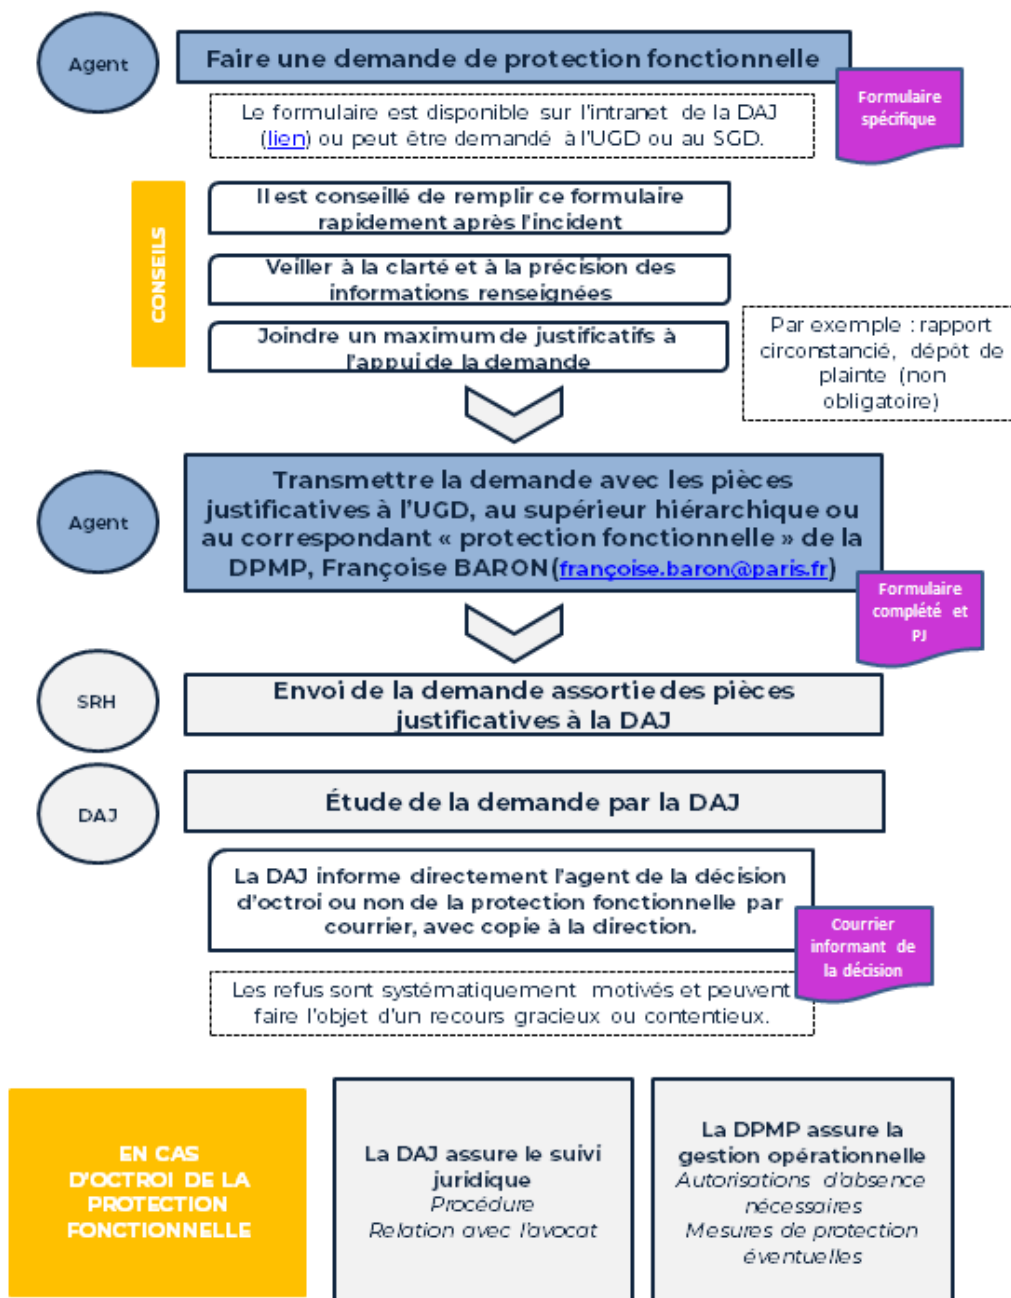 Agent
Faire une demande de protection fonctionnelle
Formulaire
spécifique
Le formulaire est disponible sur l'intranet de la DAJ
(lien) ou peut être demandé à l'UGD ou au SGD.
CONSEILS
Il est conseillé de remplir ce formulaire
rapidement après l'incident
Veiller à la clarté et à la précision des
informations renseignées
Joindre un maximum de justificatifs à
l'appui de la demande
Par exemple : rapport
circonstancié, dépôt de
plainte (non
obligatoire)
Agent
Transmettre la demande avec les pièces
justificatives à l'UGD, au supérieur hiérarchique ou
au correspondant « protection fonctionnelle » de la
DPMP, Françoise BARON (françoise.baron@paris.fr)
Formulaire
complété et
PJ
SRH
Envoi de la demande assortie des pièces
justificatives à la DAJ
DAJ
Étude de la demande par la DAJ
La DAJ informe directement l'agent de la décision
d'octroi ou non de la protection fonctionnelle par
courrier, avec copie à la direction.
Courrier
informant de
la décision
Les refus sont systématiquement motivés et peuvent
faire l'objet d'un recours gracieux ou contentieux.
EN CAS
D'OCTROI DE LA
PROTECTION
FONCTIONNELLE
La DAJ assure le suivi
juridique
Procédure
Relation avec l'avocat
La DPMP assure la
gestion opérationnelle
Autorisations d'absence
nécessaires
Mesures de protection
éventuelles